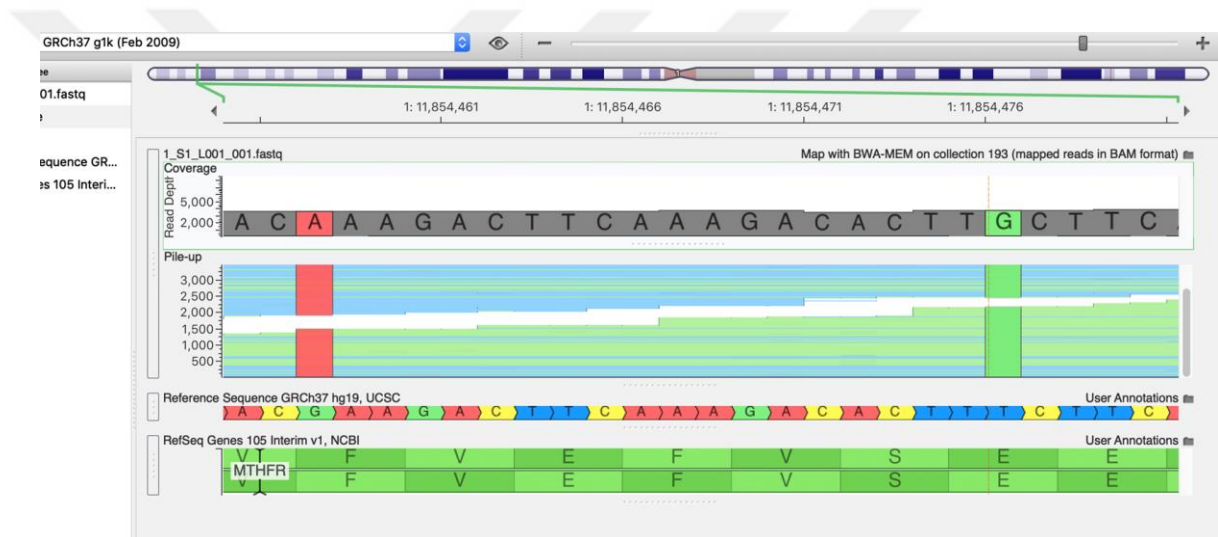 GRCh37 g1k (Feb 2009)
ee
01.fastq
e
equence GR...
es 105 Interi...
1: 11,854,461 1: 11,854,466 1: 11,854,471 1: 11,854,476
1_S1_L001_001.fastq Map with BWA-MEM on collection 193 (mapped reads in BAM format)
Coverage
Read Depth
5,000
2,000
A C A A A G A C T T C A A A G A C A C T T G C T T C
Pile-up
3,000
2,500
2,000
1,500
1,000
500
Reference Sequence GRCh37 hg19, UCSC User Annotations
A C G A A G A C T T C A A A G A C A C T T T C T T C
RefSeq Genes 105 Interim v1, NCBI User Annotations
V F V E F V S E E
MTHFR
V F V E F V S E E